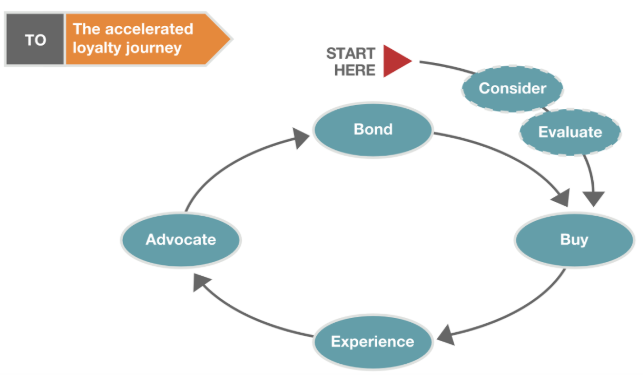 TO
The accelerated
loyalty journey
START
HERE
Consider
Evaluate
Bond
Buy
Advocate
Experience